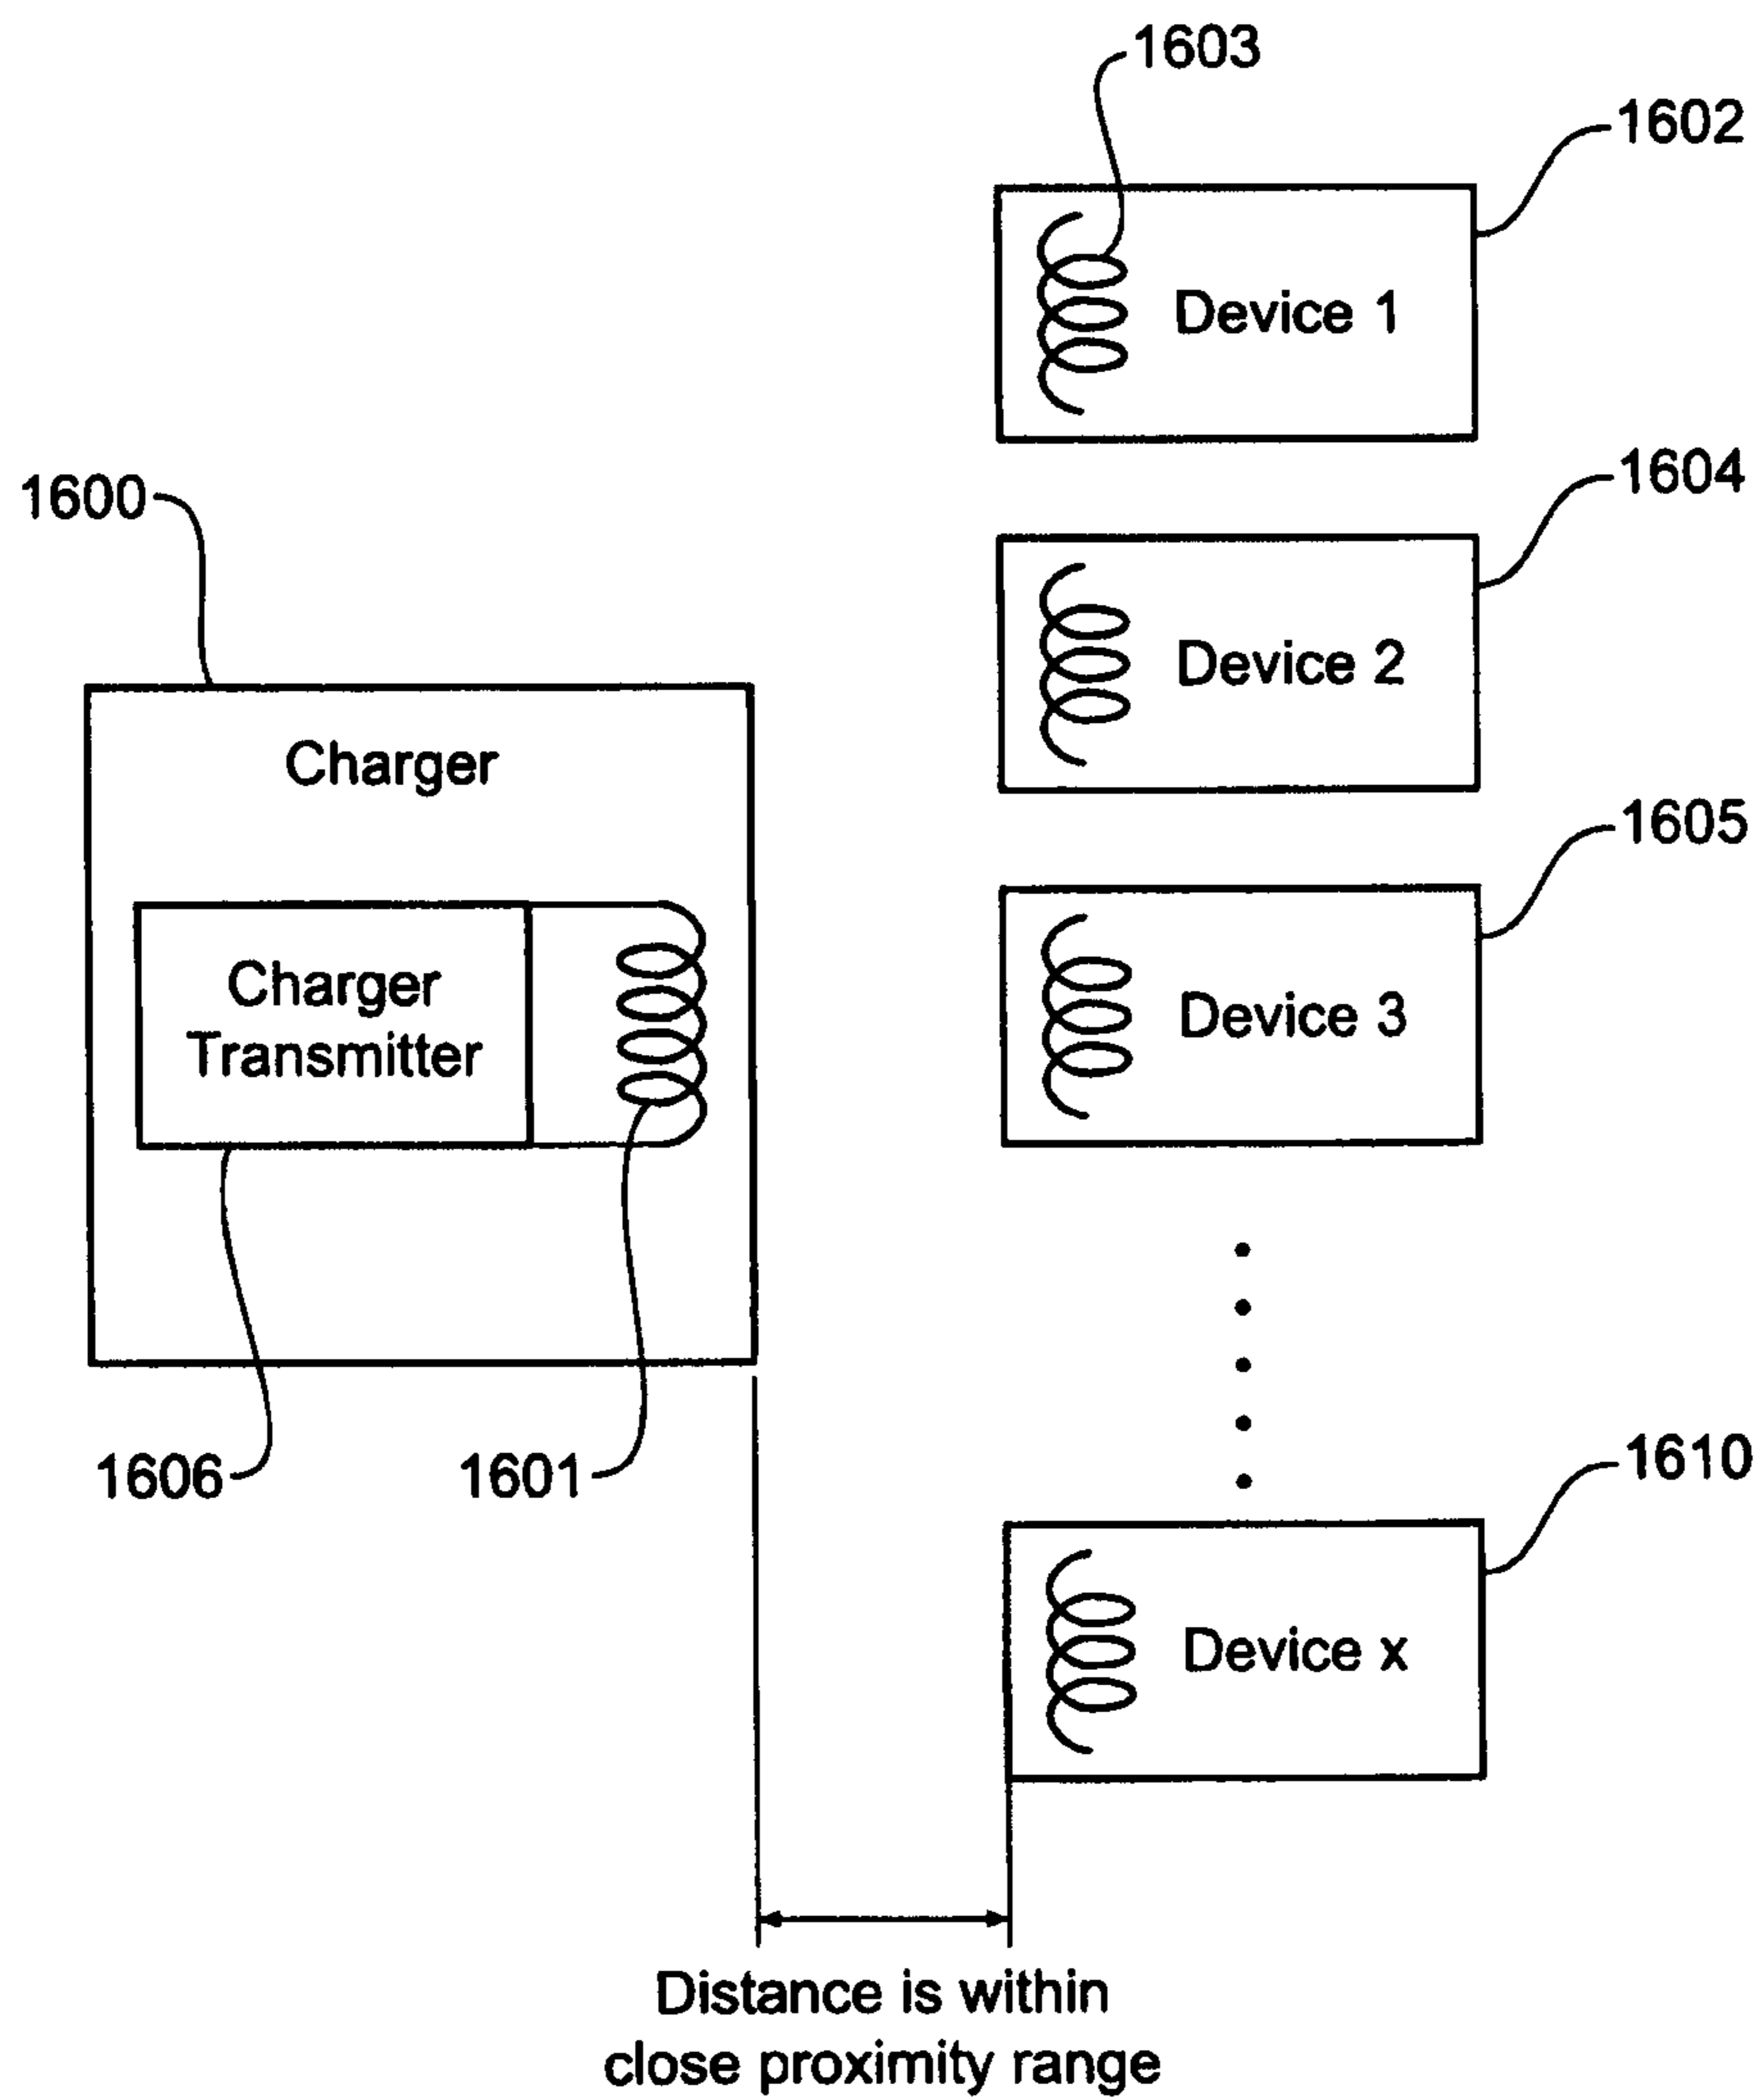 1603
1602
Device 1
1604
1600
Device 2
Charger
1605
Charger
Transmitter
Device 3
1606
1601
1610
Device x
Distance is within
close proximity range